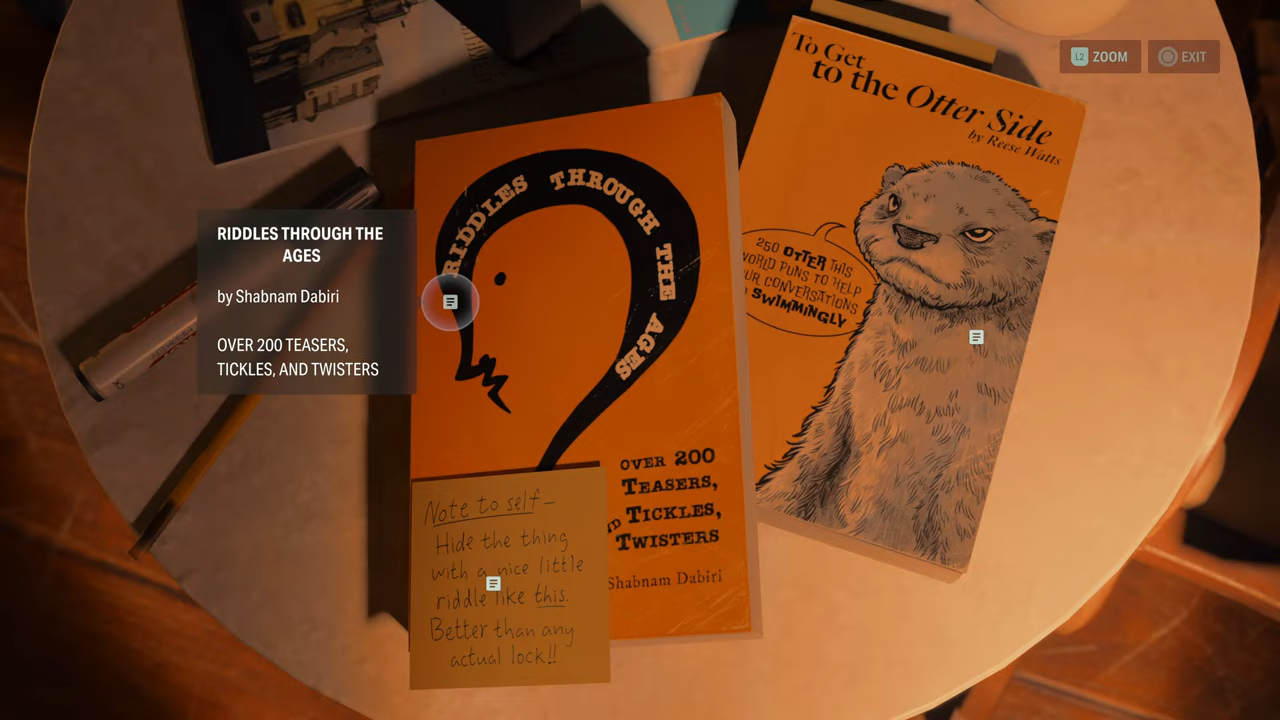 To Get
to the Otter Side
by Reese Watts
L2 ZOOM
EXIT
RIDDLES THROUGH THE AGES
RIDDLES THROUGH THE
AGES
by Shabnam Dabiri
OVER 200 TEASERS,
TICKLES, AND TWISTERS
250 OTTER THIS
WORLD PUNS TO HELP
UR CONVERSATIONS
SWIMMINGLY
OVER 200
TEASERS,
ND TICKLES,
TWISTERS
Shabnam Dabiri
Note to self-
Hide the thing
with a nice little
riddle like this.
Better than any
actual lock!!